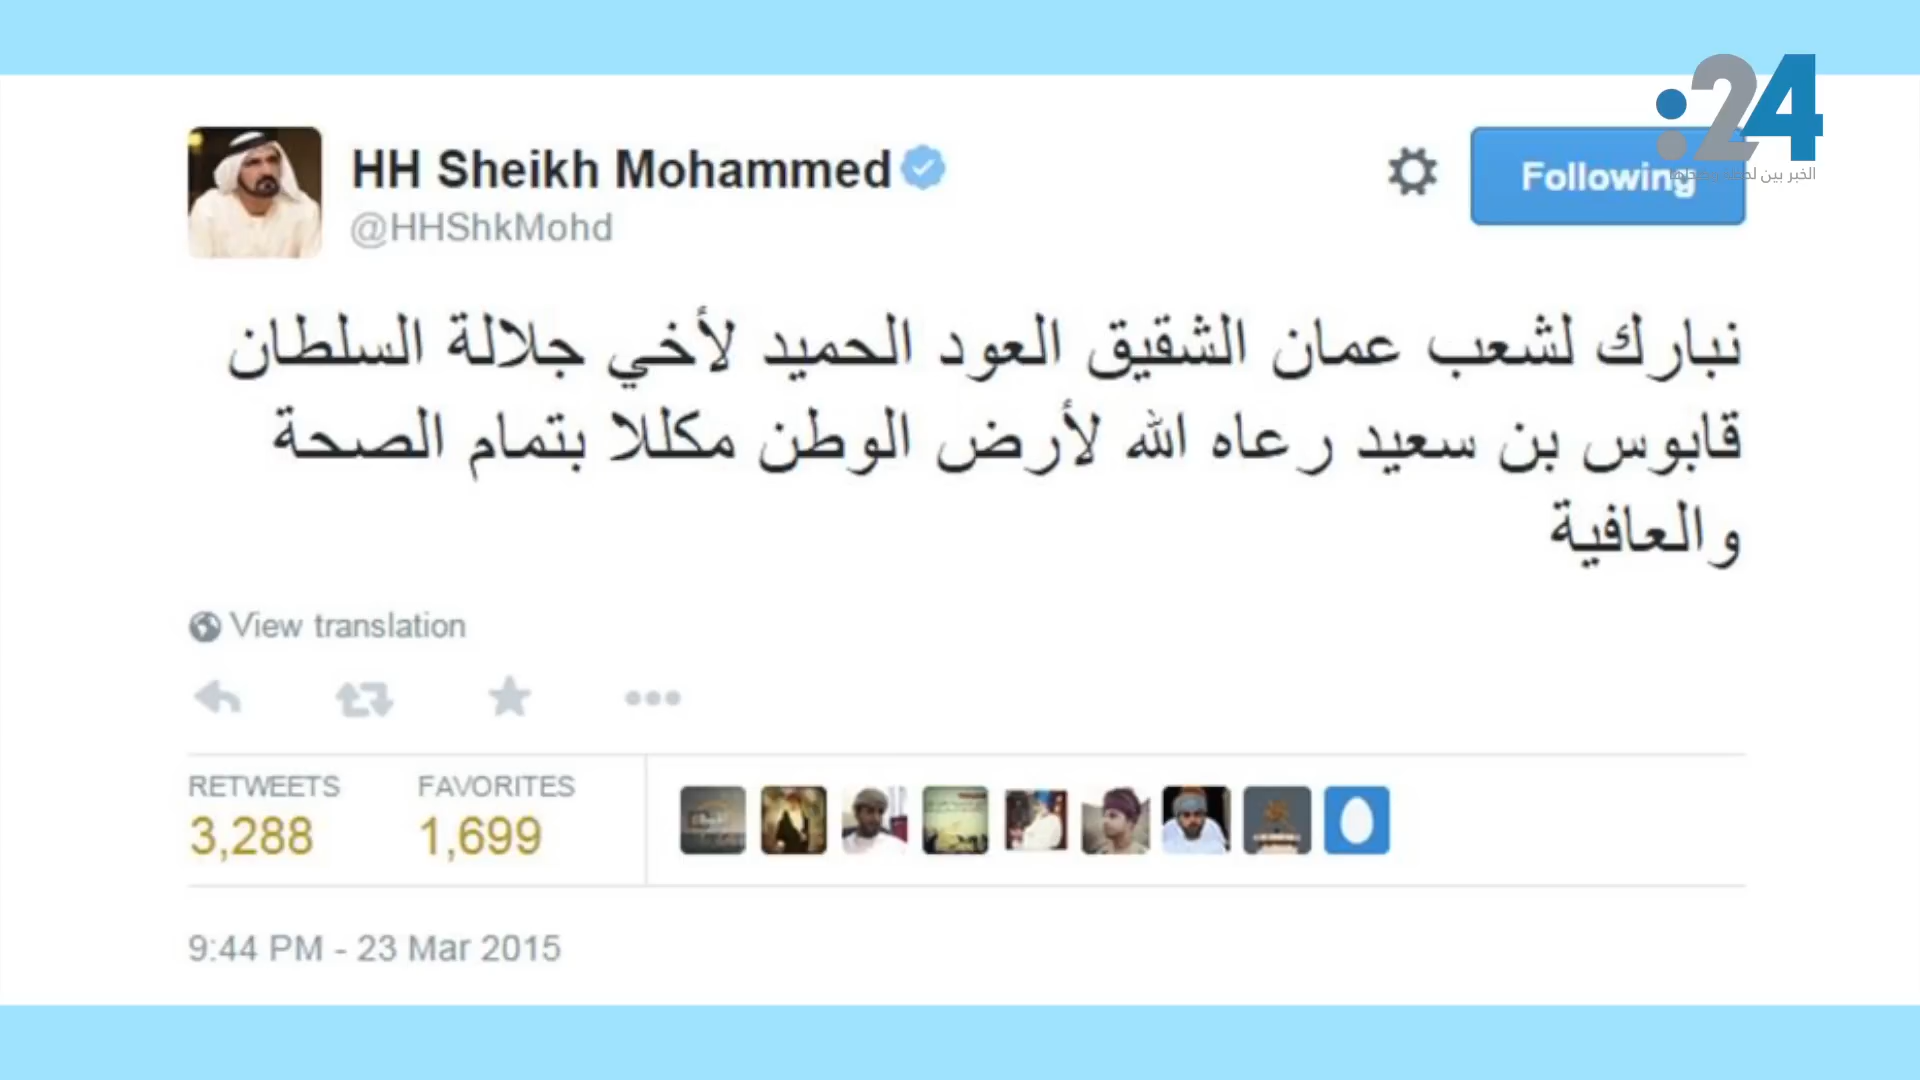 :24
HH Sheikh Mohammed
@HHShkMohd
Following
الخبر بين
نبارك لشعب عمان الشقيق العود الحميد لأخي جلالة السلطان
قابوس بن سعيد رعاه الله لأرض الوطن مكللا بتمام الصحة
والعافية
View translation
RETWEETS FAVORITES
3,288 1,699
9:44 PM - 23 Mar 2015